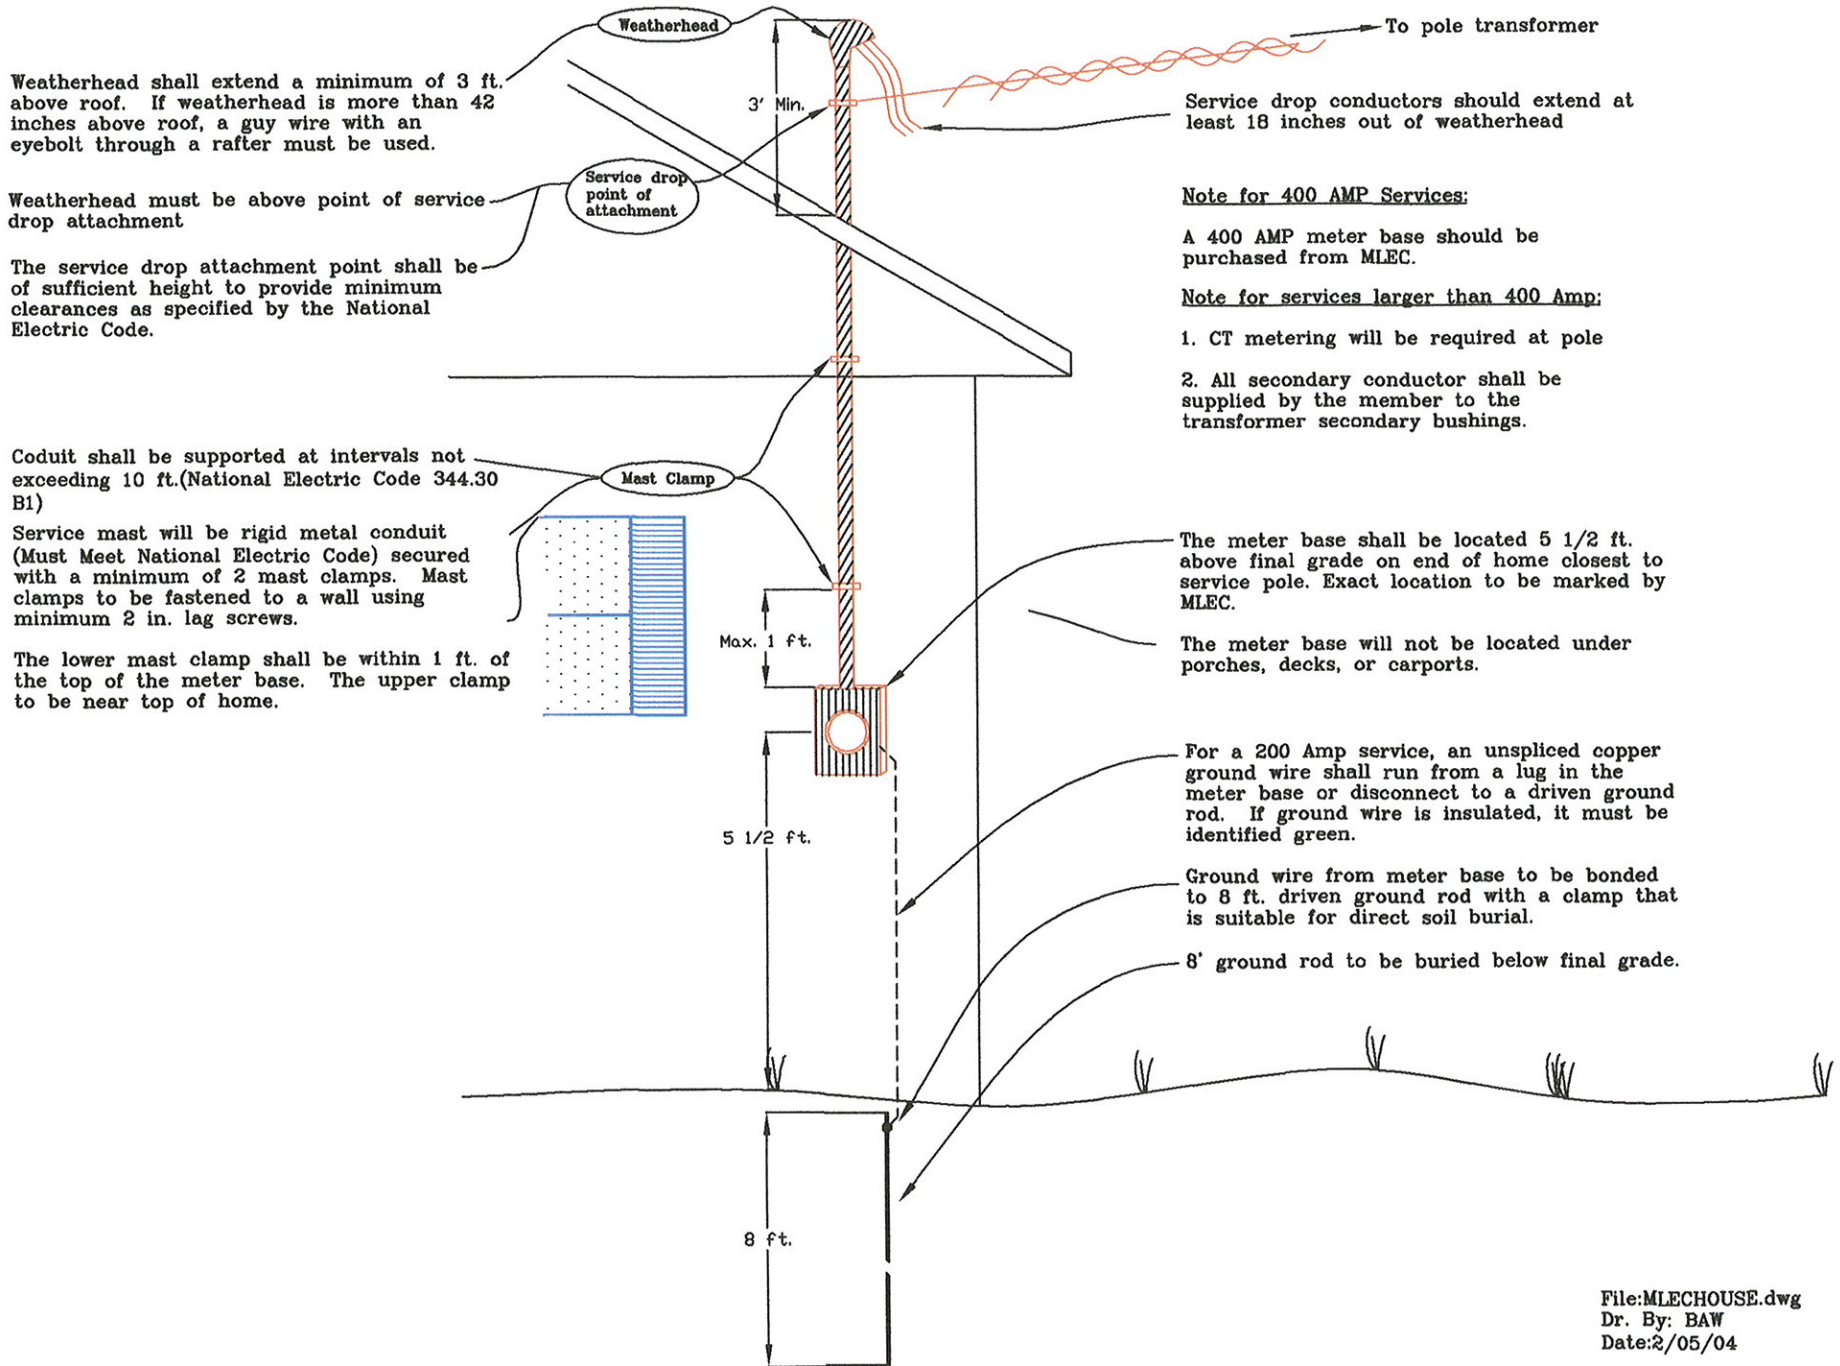 Weatherhead
To pole transformer
Weatherhead shall extend a minimum of 3 ft.
above roof. If weatherhead is more than 42
inches above roof, a guy wire with an
eyebolt through a rafter must be used.
3' Min.
Service drop conductors should extend at
least 18 inches out of weatherhead
Weatherhead must be above point of service
drop attachment
Service drop
point of
attachment
The service drop attachment point shall be
of sufficient height to provide minimum
clearances as specified by the National
Electric Code.
Note for 400 AMP Services:
A 400 AMP meter base should be
purchased from MLEC.
Note for services larger than 400 Amp:
1. CT metering will be required at pole
2. All secondary conductor shall be
supplied by the member to the
transformer secondary bushings.
Coduit shall be supported at intervals not
exceeding 10 ft.(National Electric Code 344.30
B1)
Mast Clamp
Service mast will be rigid metal conduit
(Must Meet National Electric Code) secured
with a minimum of 2 mast clamps. Mast
clamps to be fastened to a wall using
minimum 2 in. lag screws.
The lower mast clamp shall be within 1 ft. of
the top of the meter base. The upper clamp
to be near top of home.
Max. 1 ft.
The meter base shall be located 5 1/2 ft.
above final grade on end of home closest to
service pole. Exact location to be marked by
MLEC.
The meter base will not be located under
porches, decks, or carports.
5 1/2 ft.
For a 200 Amp service, an unspliced copper
ground wire shall run from a lug in the
meter base or disconnect to a driven ground
rod. If ground wire is insulated, it must be
identified green.
Ground wire from meter base to be bonded
to 8 ft. driven ground rod with a clamp that
is suitable for direct soil burial.
8' ground rod to be buried below final grade.
8 ft.
File:MLECHOUSE.dwg
Dr. By: BAW
Date:2/05/04